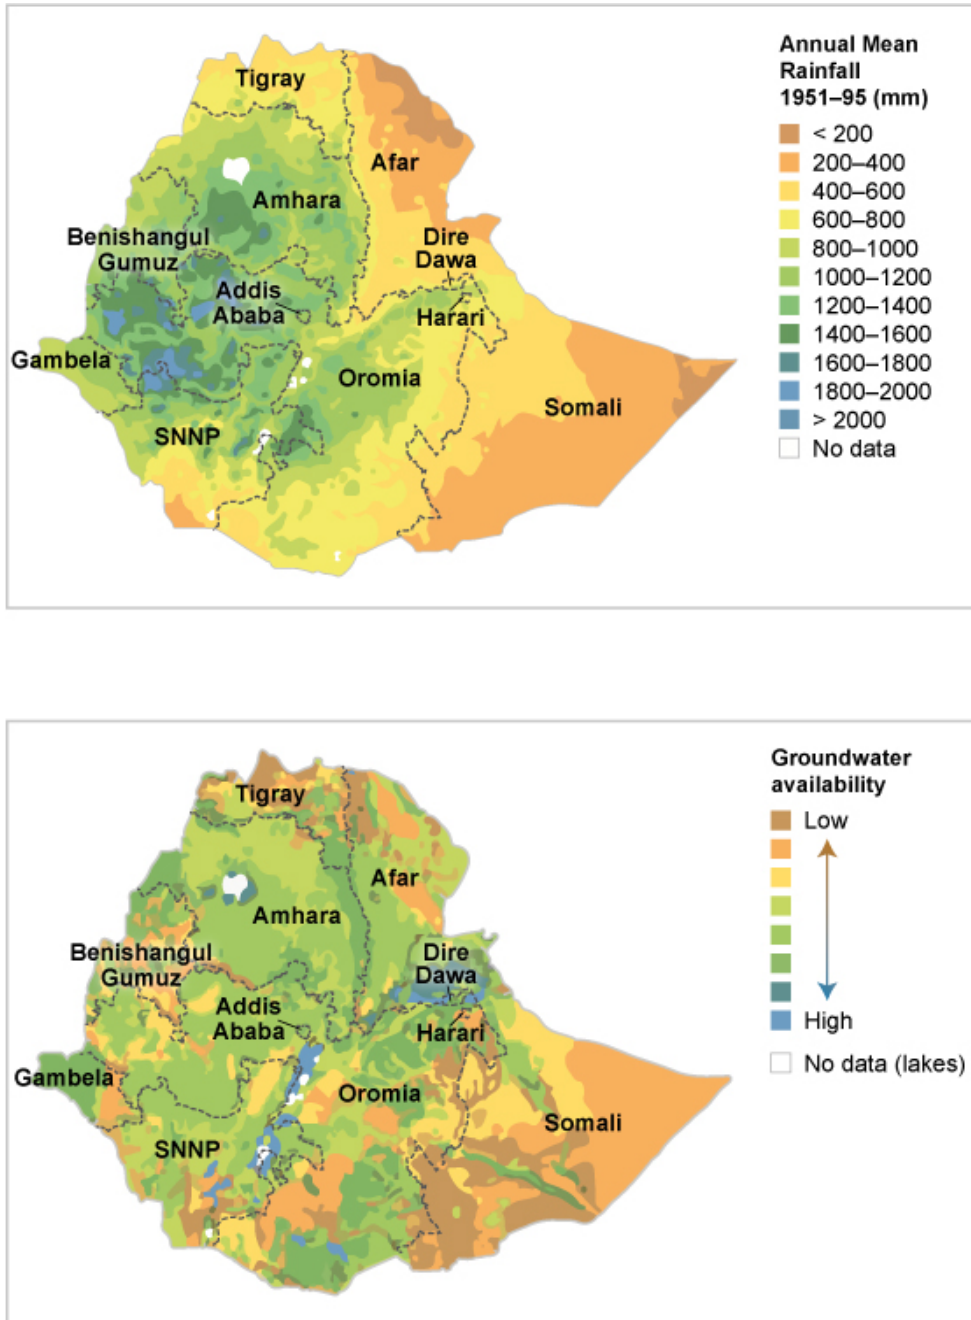 Annual Mean
Rainfall
1951–95 (mm)
< 200
200–400
400–600
600–800
800–1000
1000–1200
1200–1400
1400–1600
1600–1800
1800–2000
> 2000
No data
Tigray
Afar
Amhara
Benishangul
Gumuz
Dire
Dawa
Addis
Ababa
Harari
Gambela
Oromia
Somali
SNNP
Groundwater
availability
Low
High
No data (lakes)
Tigray
Afar
Amhara
Benishangul
Gumuz
Dire
Dawa
Addis
Ababa
Harari
Gambela
Oromia
Somali
SNNP